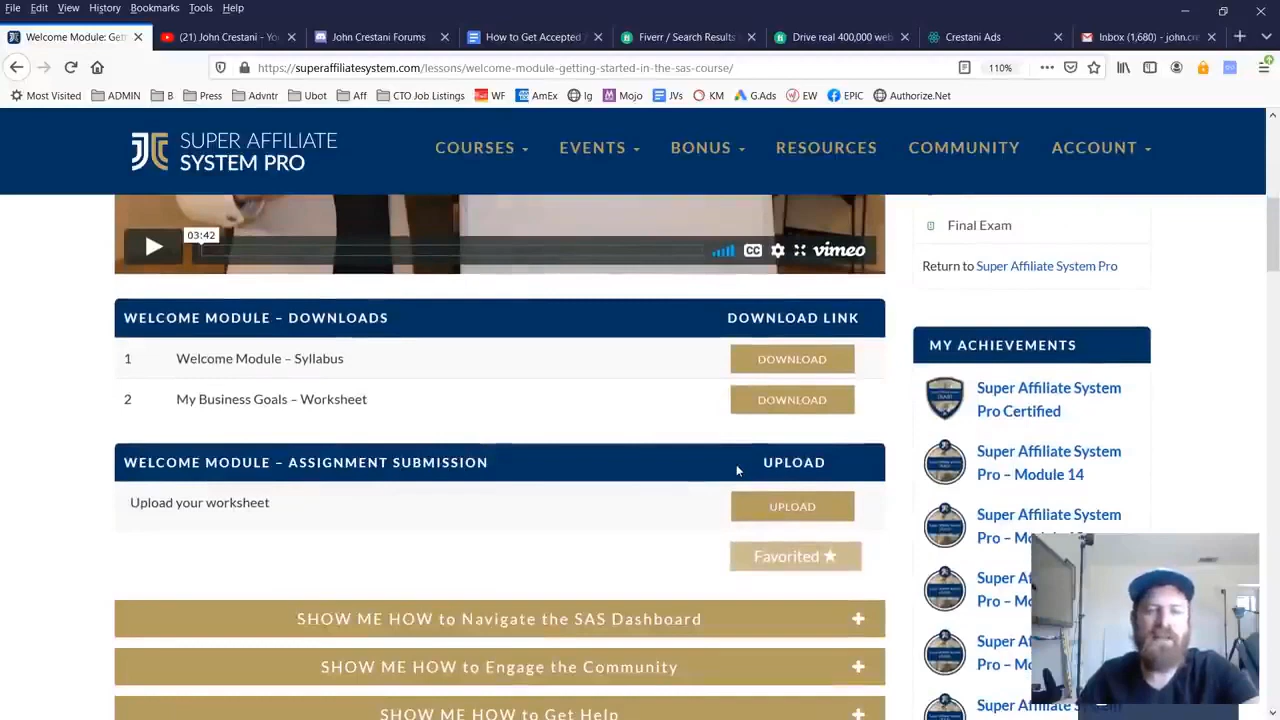 File Edit View History Bookmarks Tools Help
Welcome Module: Get
(21) John Crestani - Yo
John Crestani Forums
How to Get Accepted
Fiverr / Search Results
Drive real 400,000 web
Crestani Ads
Inbox (1,680) - john.cre
https://superaffiliatesystem.com/lessons/welcome-module-getting-started-in-the-sas-course/
110%
Most Visited ADMIN B Press Advntr Ubot Aff CTO Job Listings WF AmEx Ig Mojo JVs KM G.Ads EW EPIC Authorize.Net
SUPER AFFILIATE
SYSTEM PRO
COURSES EVENTS BONUS RESOURCES COMMUNITY ACCOUNT
03:42
CC vimeo
Final Exam
Return to Super Affiliate System Pro
WELCOME MODULE – DOWNLOADS DOWNLOAD LINK
1 Welcome Module – Syllabus DOWNLOAD
2 My Business Goals – Worksheet DOWNLOAD
WELCOME MODULE – ASSIGNMENT SUBMISSION UPLOAD
Upload your worksheet UPLOAD
Favorited ★
SHOW ME HOW to Navigate the SAS Dashboard +
SHOW ME HOW to Engage the Community +
SHOW ME HOW to Get Help +
MY ACHIEVEMENTS
Super Affiliate System
Pro Certified
Super Affiliate System
Pro – Module 14
Super Affiliate System
Pro – Mo
Super A
Pro – Mo
Super A
Pro – Mo
Super Affiliate System